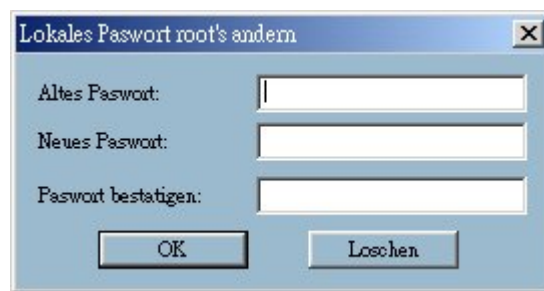 Lokales Paswort root's andern
Altes Paswort:
Neues Paswort:
Paswort bestatigen:
OK Loschen